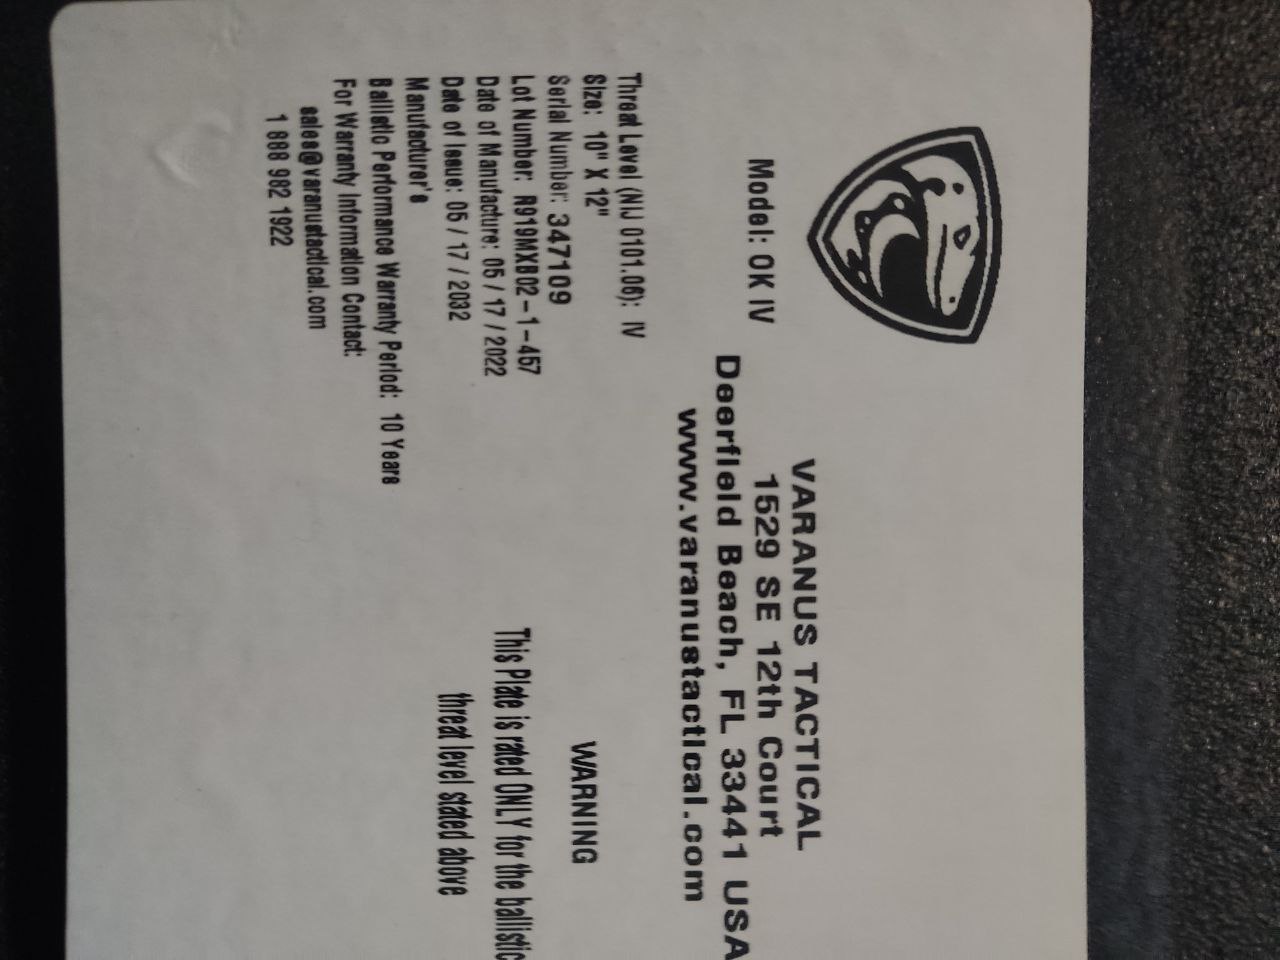 VARANUS TACTICAL
1529 SE 12th Court
Deerfield Beach, FL 33441 USA
www.varanustactical.com
Model: OK IV
Threat Level (NIJ 0101.06): IV
Size: 10" X 12"
Serial Number: 347109
Lot Number: R919MXB02-1-457
Date of Manufacture: 05 / 17 / 2022
Date of Issue: 05 / 17 / 2032
Manufacturer's
Ballistic Performance Warranty Period: 10 Years
For Warranty Information Contact:
sales@varanustactical.com
1 888 982 1922
WARNING
This Plate is rated ONLY for the ballistic
threat level stated above